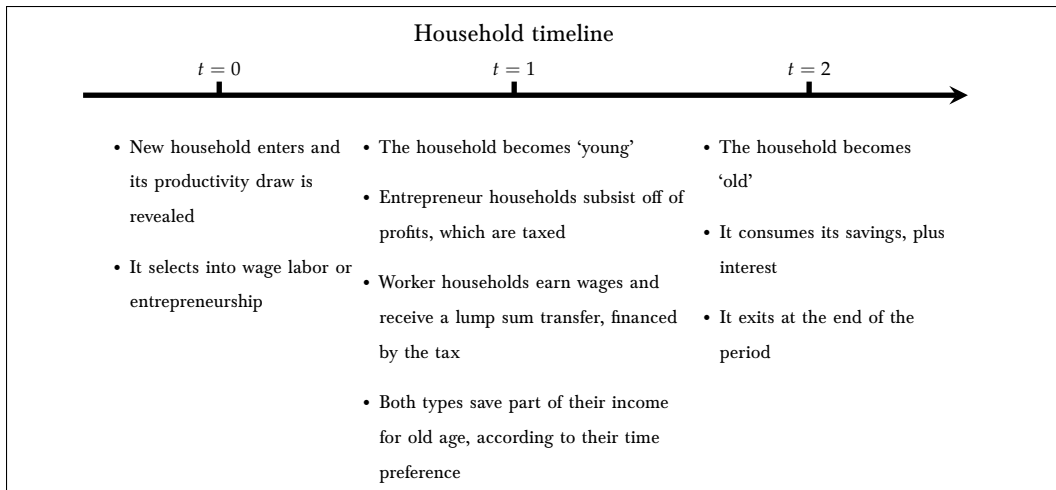 Household timeline
t = 0
t = 1
t = 2
• New household enters and
its productivity draw is
revealed
• It selects into wage labor or
entrepreneurship
• The household becomes ‘young’
• Entrepreneur households subsist off of
profits, which are taxed
• Worker households earn wages and
receive a lump sum transfer, financed
by the tax
• Both types save part of their income
for old age, according to their time
preference
• The household becomes
‘old’
• It consumes its savings, plus
interest
• It exits at the end of the
period